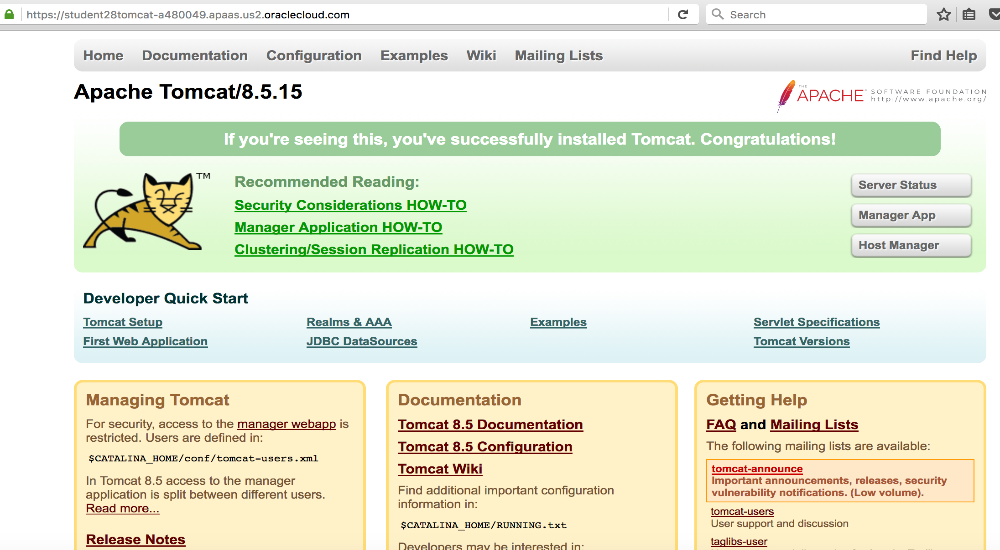 https://student28tomcat-a480049.apaas.us2.oraclecloud.com
Search
Home Documentation Configuration Examples Wiki Mailing Lists Find Help
Apache Tomcat/8.5.15
THE
APACHE™ SOFTWARE FOUNDATION
http://www.apache.org/
If you're seeing this, you've successfully installed Tomcat. Congratulations!
TM
Recommended Reading:
Security Considerations HOW-TO
Manager Application HOW-TO
Clustering/Session Replication HOW-TO
Server Status
Manager App
Host Manager
Developer Quick Start
Tomcat Setup
First Web Application
Realms & AAA
JDBC DataSources
Examples
Servlet Specifications
Tomcat Versions
Managing Tomcat
For security, access to the manager webapp is
restricted. Users are defined in:
$CATALINA_HOME/conf/tomcat-users.xml
In Tomcat 8.5 access to the manager
application is split between different users.
Read more...
Release Notes
Documentation
Tomcat 8.5 Documentation
Tomcat 8.5 Configuration
Tomcat Wiki
Find additional important configuration
information in:
$CATALINA_HOME/RUNNING.txt
Developers may be interested in:
Getting Help
FAQ and Mailing Lists
The following mailing lists are available:
tomcat-announce
Important announcements, releases, security
vulnerability notifications. (Low volume).
tomcat-users
User support and discussion
taglibs-user